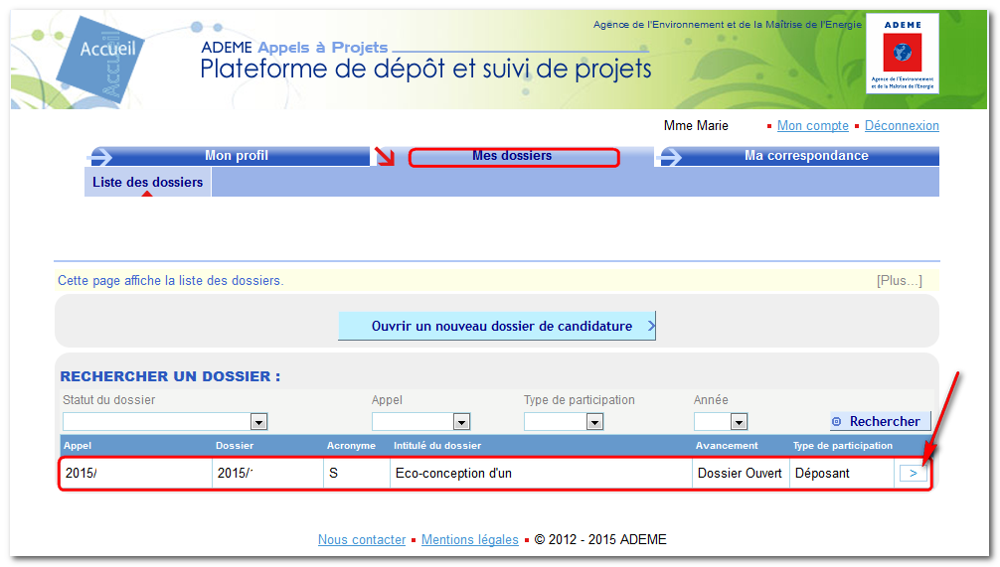 Agence de l'Environnement et de la Maîtrise de l'Energie
Accueil
Accueil
ADEME Appels à Projets
Plateforme de dépôt et suivi de projets
ADEME
Agence de l'Environnement
et de la Maîtrise de l'Energie
Mme Marie Mon compte Déconnexion
Mon profil Mes dossiers Ma correspondance
Liste des dossiers
Cette page affiche la liste des dossiers. [Plus...]
Ouvrir un nouveau dossier de candidature >
RECHERCHER UN DOSSIER :
Statut du dossier Appel Type de participation Année
Rechercher
Appel Dossier Acronyme Intitulé du dossier Avancement Type de participation
2015/ 2015/ S Eco-conception d'un Dossier Ouvert Déposant >
Nous contacter Mentions légales © 2012 - 2015 ADEME